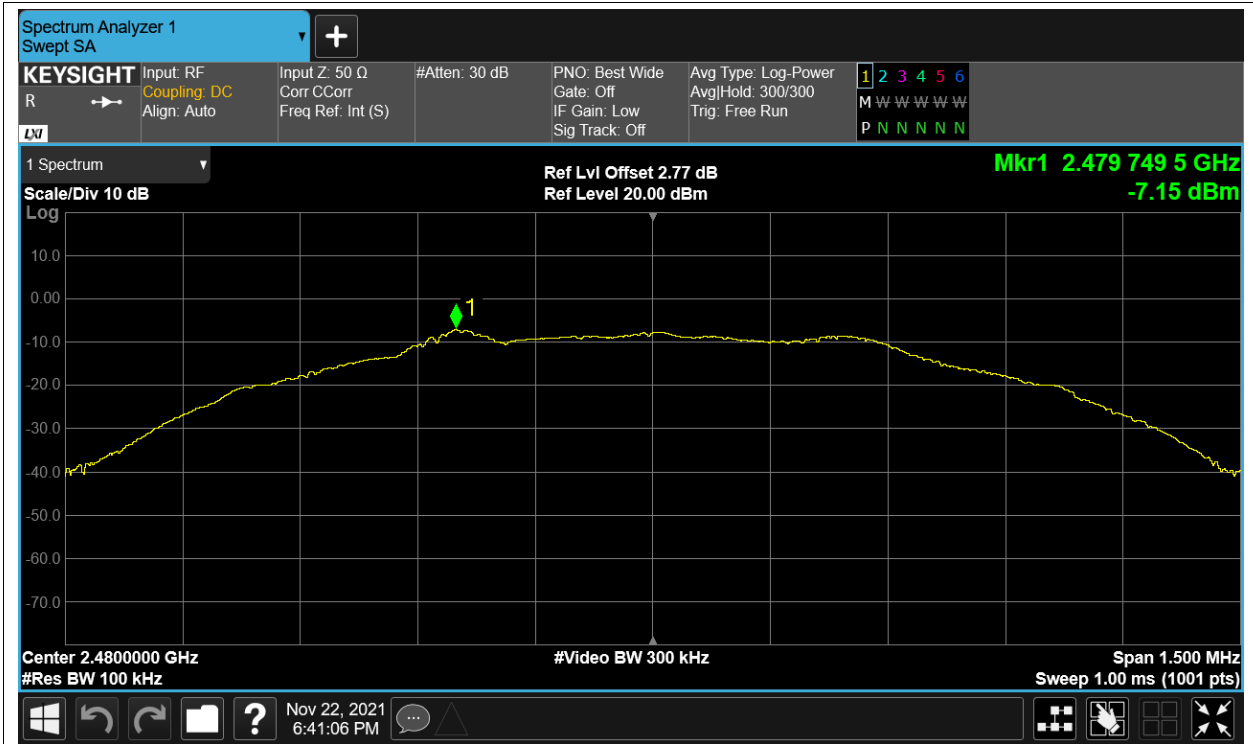 Spectrum Analyzer 1
Swept SA
KEYSIGHT
R
LXI
Input: RF
Coupling: DC
Align: Auto
Input Z: 50 Ω
Corr CCorr
Freq Ref: Int (S)
#Atten: 30 dB
PNO: Best Wide
Gate: Off
IF Gain: Low
Sig Track: Off
Avg Type: Log-Power
Avg|Hold: 300/300
Trig: Free Run
1 2 3 4 5 6
M W W W W W
P N N N N N
1 Spectrum
Scale/Div 10 dB
Log
Ref Lvl Offset 2.77 dB
Ref Level 20.00 dBm
Mkr1 2.479 749 5 GHz
-7.15 dBm
10.0
0.00
1
-10.0
-20.0
-30.0
-40.0
-50.0
-60.0
-70.0
Center 2.4800000 GHz
#Res BW 100 kHz
#Video BW 300 kHz
Span 1.500 MHz
Sweep 1.00 ms (1001 pts)
?
Nov 22, 2021
6:41:06 PM